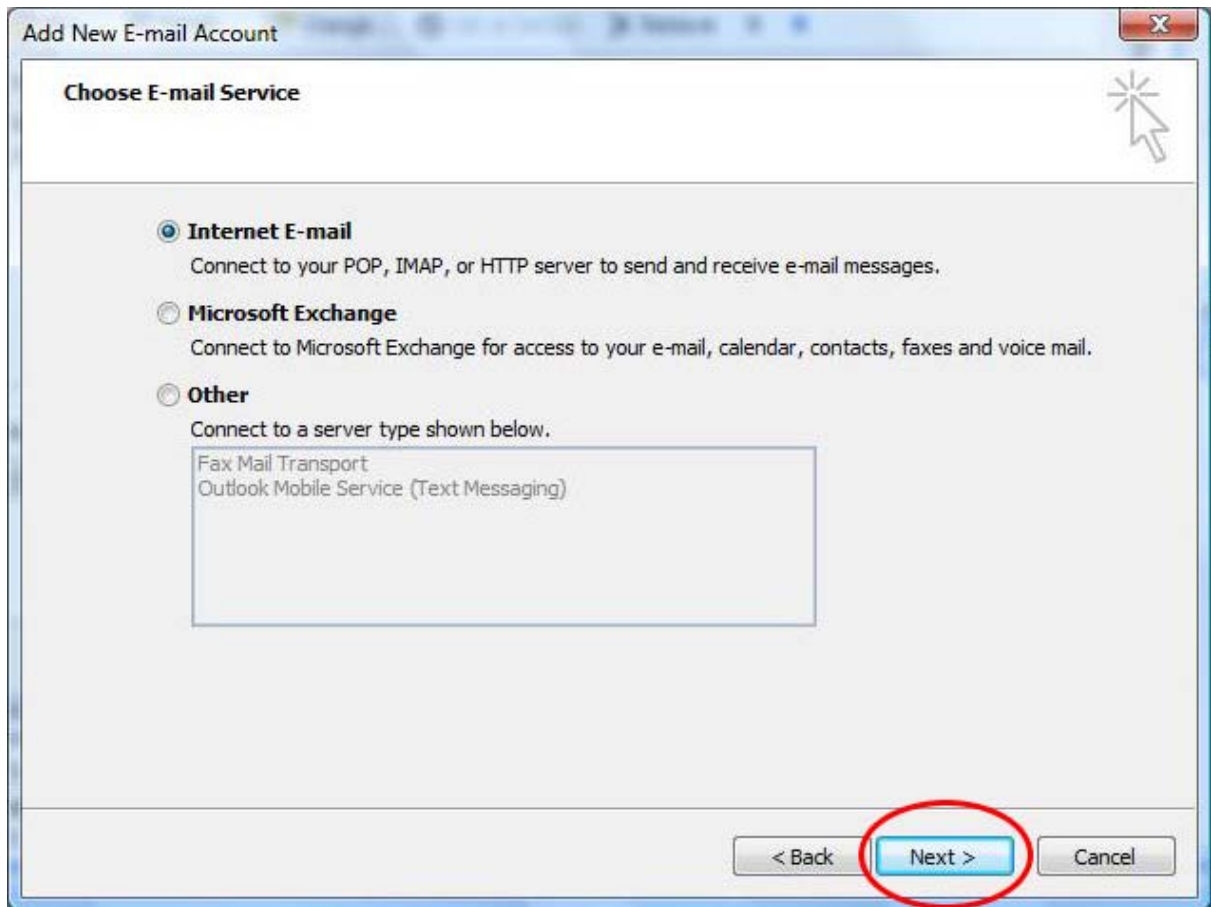 Add New E-mail Account
Choose E-mail Service
Internet E-mail
Connect to your POP, IMAP, or HTTP server to send and receive e-mail messages.
Microsoft Exchange
Connect to Microsoft Exchange for access to your e-mail, calendar, contacts, faxes and voice mail.
Other
Connect to a server type shown below.
Fax Mail Transport
Outlook Mobile Service (Text Messaging)
< Back Next > Cancel